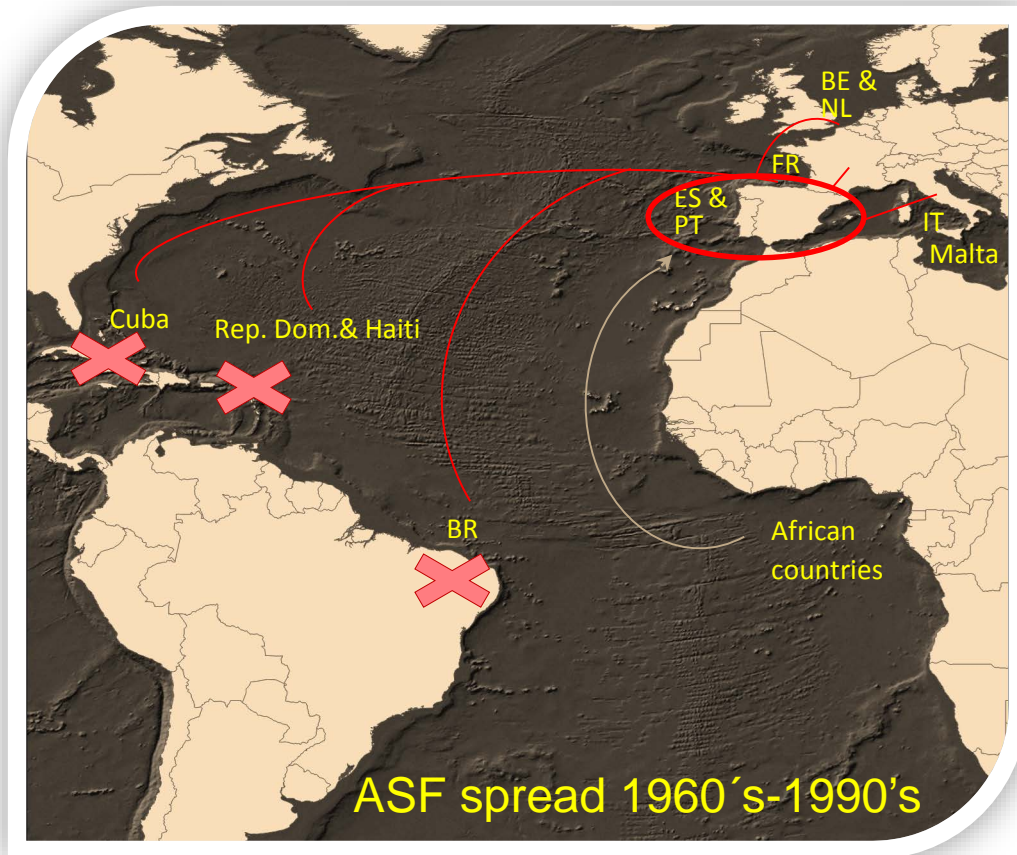 BE &
NL
FR
ES &
PT
IT
Malta
Cuba
Rep. Dom.& Haiti
BR
African
countries
ASF spread 1960´s-1990’s